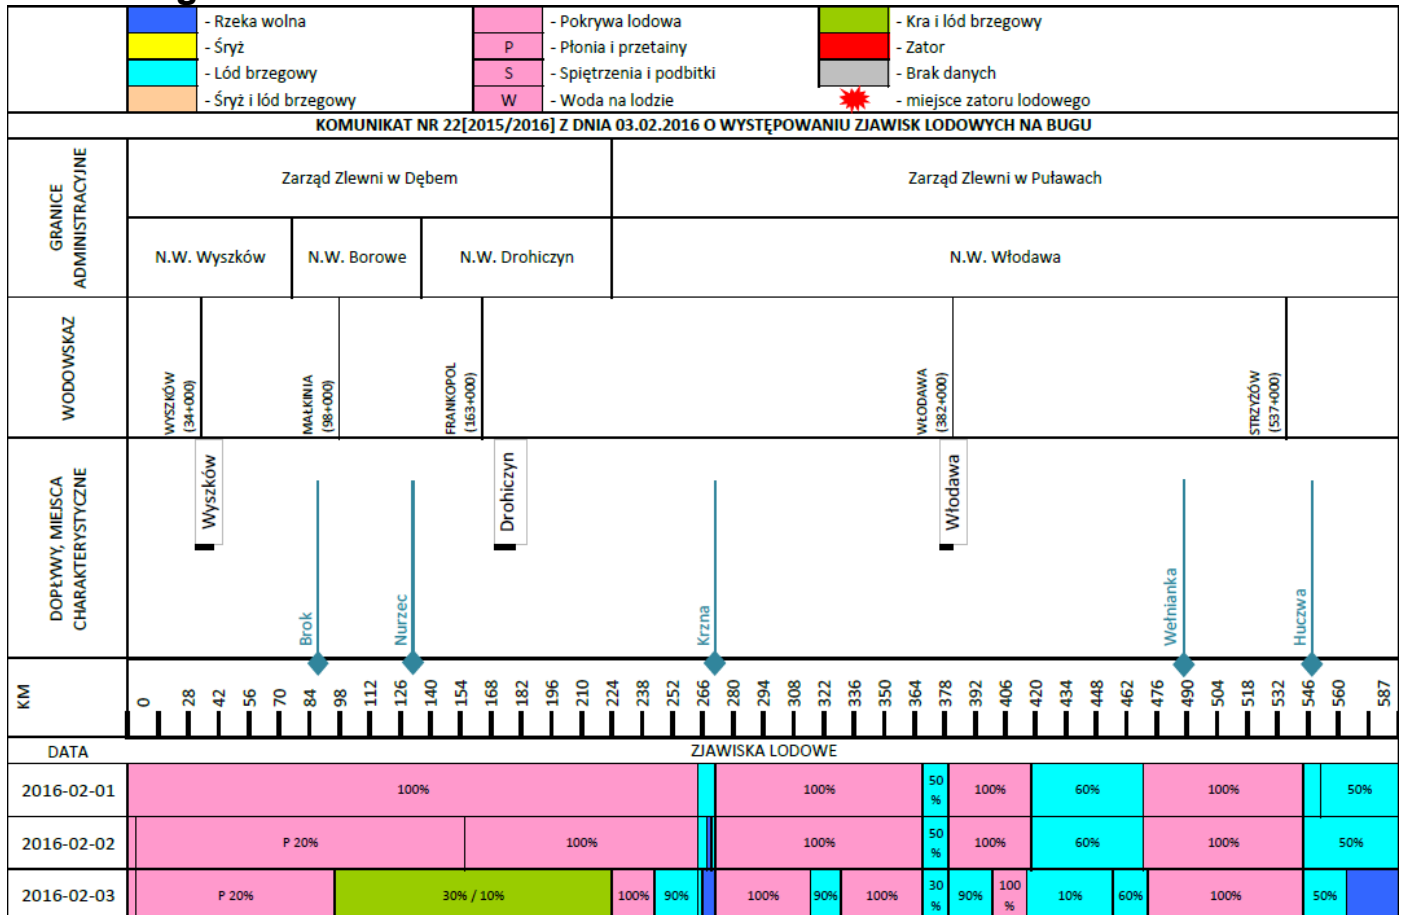 - Rzeka wolna
- Pokrywa lodowa
- Kra i lód brzegowy
- Śryż
P - Płonia i przetainy
- Zator
- Lód brzegowy
S - Spiętrzenia i podbitki
- Brak danych
- Śryż i lód brzegowy
W - Woda na lodzie
- miejsce zatoru lodowego
KOMUNIKAT NR 22[2015/2016] Z DNIA 03.02.2016 O WYSTĘPOWANIU ZJAWISK LODOWYCH NA BUGU
GRANICE
ADMINISTRACYJNE
Zarząd Zlewni w Dębem
Zarząd Zlewni w Puławach
N.W. Wyszków
N.W. Borowe
N.W. Drohiczyn
N.W. Włodawa
WODOWSKAZ
WYSZKÓW
(34+000)
MAŁKINIA
(98+000)
FRANKOPOL
(163+000)
WŁODAWA
(382+000)
STRZYŻÓW
(537+000)
DOPŁYWY, MIEJSCA
CHARAKTERYSTYCZNE
Wyszków
Brok
Nurzec
Drohiczyn
Krzna
Włodawa
Wełnianka
Huczwa
KM
0 28 42 56 70 84 98 112 126 140 154 168 182 196 210 224 238 252 266 280 294 308 322 336 350 364 378 392 406 420 434 448 462 476 490 504 518 532 546 560 587
DATA
ZJAWISKA LODOWE
2016-02-01 100% 100% 50 % 100% 60% 100% 50%
2016-02-02 P 20% 100% 100% 50 % 100% 60% 100% 50%
2016-02-03 P 20% 30% / 10% 100% 90% 100% 90% 100% 30 % 90% 100 % 10% 60% 100% 50%